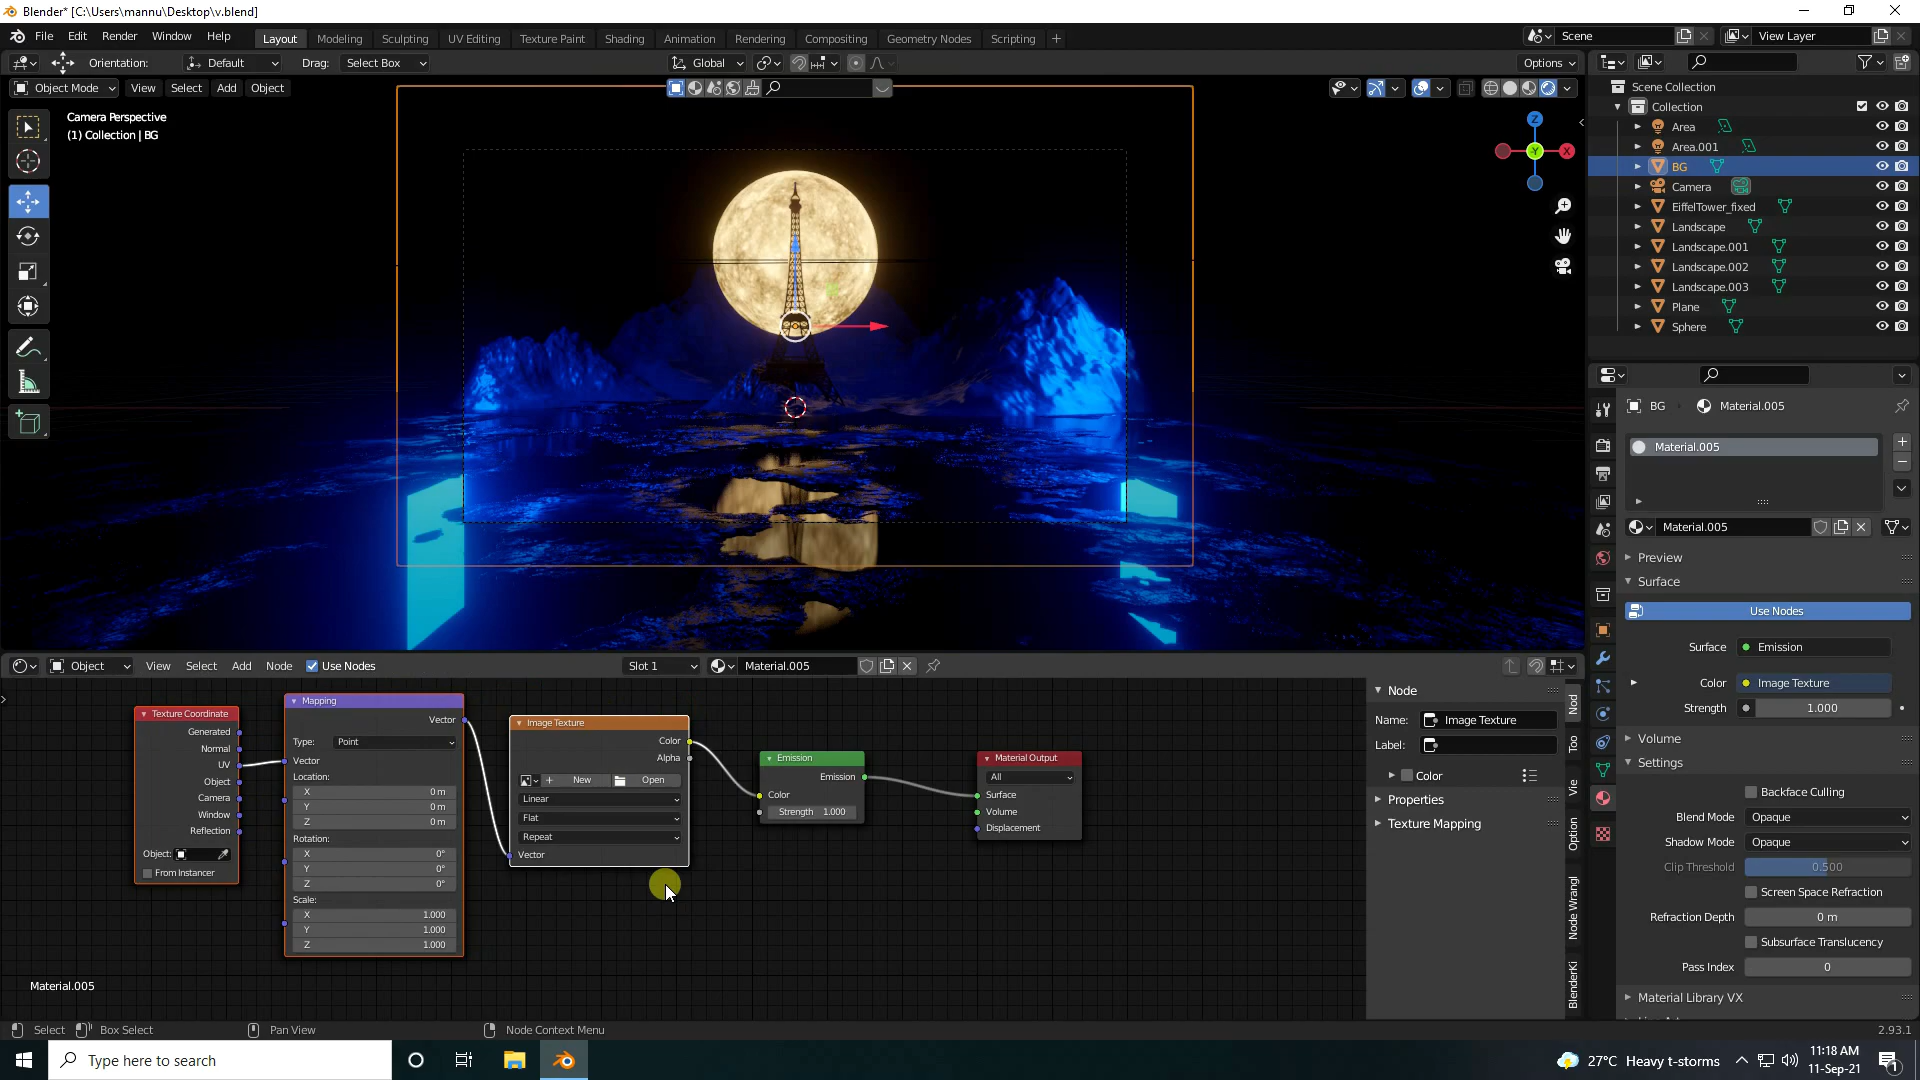 Blender* [C:\Users\mannu\Desktop\v.blend]
File Edit Render Window Help Layout Modeling Sculpting UV Editing Texture Paint Shading Animation Rendering Compositing Geometry Nodes Scripting + Scene View Layer
Orientation: Default Drag: Select Box Global Options
Object Mode View Select Add Object
Camera Perspective
(1) Collection | BG
Z
Y
X
Scene Collection
Collection
Area
Area.001
BG
Camera
EiffelTower_fixed
Landscape
Landscape.001
Landscape.002
Landscape.003
Plane
Sphere
BG Material.005
Material.005
Material.005
Preview
Surface
Use Nodes
Surface Emission
Color Image Texture
Strength 1.000
Volume
Settings
Backface Culling
Blend Mode Opaque
Shadow Mode Opaque
Clip Threshold 0.500
Screen Space Refraction
Refraction Depth 0 m
Subsurface Translucency
Pass Index 0
Material Library VX
Object View Select Add Node Use Nodes Slot 1 Material.005
Texture Coordinate
Generated
Normal
UV
Object
Camera
Window
Reflection
Object:
From Instancer
Mapping
Vector
Type: Point
Vector
Location:
X 0 m
Y 0 m
Z 0 m
Rotation:
X 0°
Y 0°
Z 0°
Scale:
X 1.000
Y 1.000
Z 1.000
Image Texture
Color
Alpha
New Open
Linear
Flat
Repeat
Vector
Emission
Emission
Color
Strength 1.000
Material Output
All
Surface
Volume
Displacement
Node
Name: Image Texture
Label:
Color
Properties
Texture Mapping
Nod
Too
Vie
Option
Node Wrangl
BlenderKi
Material.005
Select Box Select Pan View Node Context Menu 2.93.1
Type here to search
27°C Heavy t-storms
11:18 AM
11-Sep-21
1